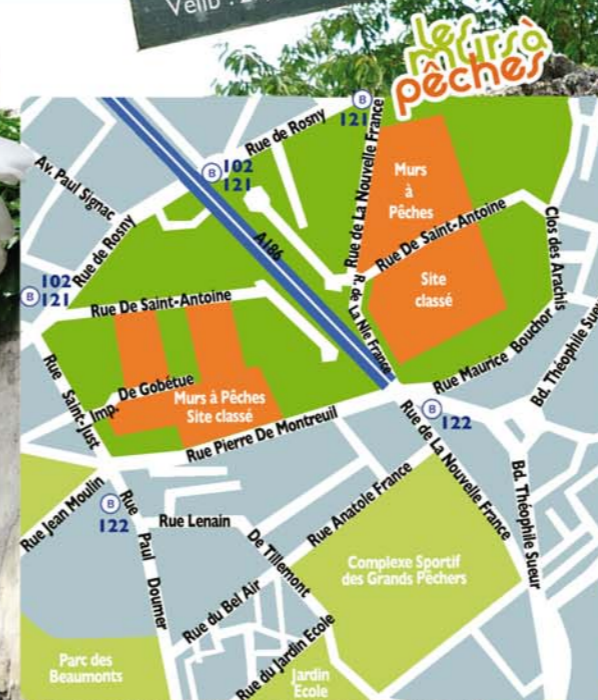 Velib : 
Les
murs à
pêches
B
121
Rue de Rosny
B 102
121
Rue de La Nouvelle France
Murs
à
Pêches
Av. Paul Signac
Rue de Rosny
A186
Rue De Saint-Antoine
Clos des Arachis
102
B 121
Site
classé
Rue De Saint-Antoine
R. de La Nle France
Rue Maurice Bouchor
Bd. Théophile Sueur
Rue Saint-Just
Imp. De Gobétue
Murs à Pêches
Site classé
Rue Pierre De Montreuil
B
122
Rue de La Nouvelle France
Bd. Théophile Sueur
Rue Jean Moulin
B
122
Rue Paul Doumer
Rue Lenain De Tillemont
Rue Anatole France
Complexe Sportif
des Grands Pêchers
Rue du Bel Air
Rue du Jardin Ecole
Parc des
Beaumonts
Jardin
Ecole